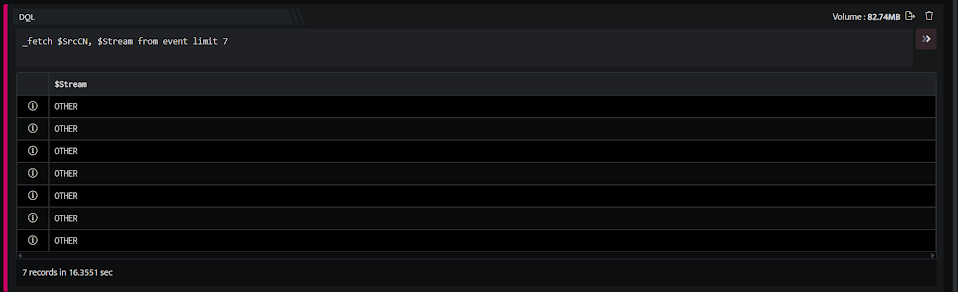 DQL
Volume : 82.74MB
_fetch $SrcCN, $Stream from event limit 7
$Stream
OTHER
OTHER
OTHER
OTHER
OTHER
OTHER
OTHER
7 records in 16.3551 sec